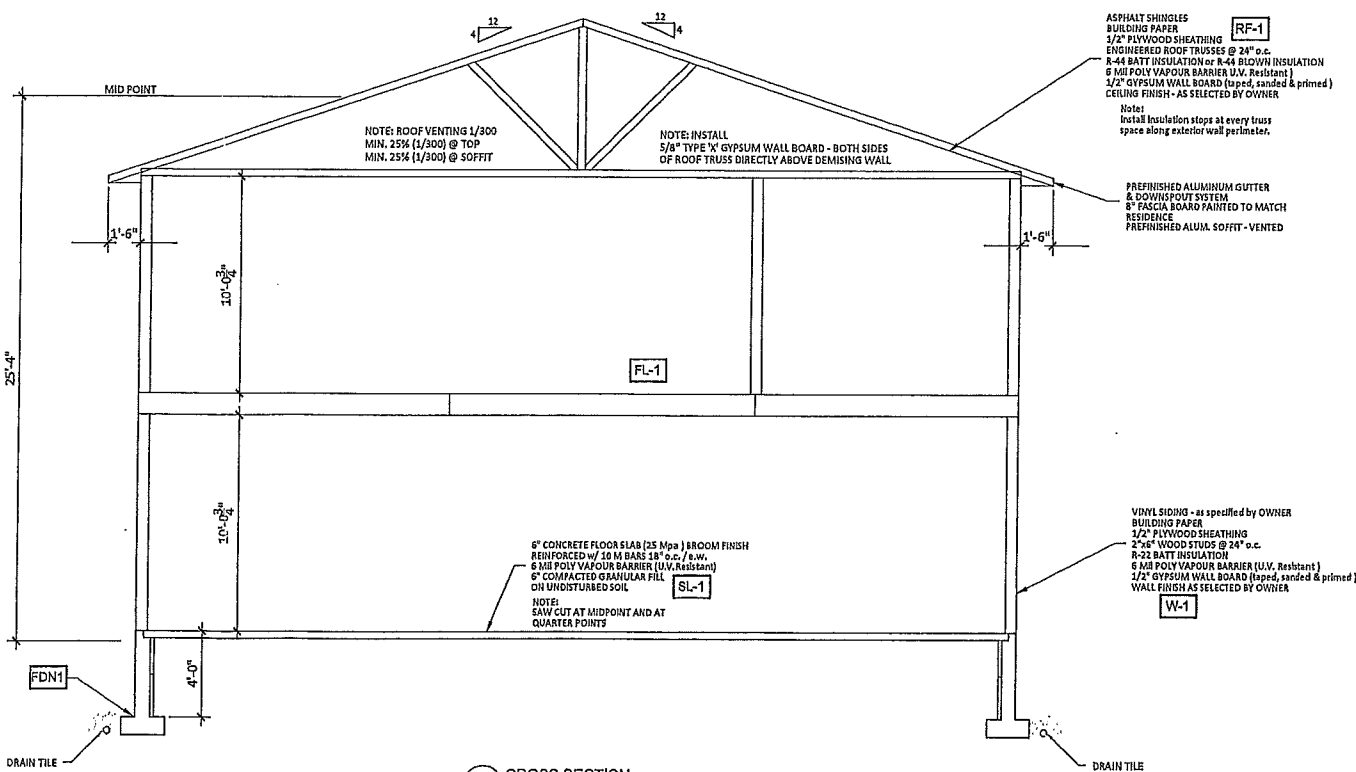 12
4
12
4
ASPHALT SHINGLES
RF-1
BUILDING PAPER
1/2" PLYWOOD SHEATHING
ENGINEERED ROOF TRUSSES @ 24" o.c.
R-44 BATT INSULATION or R-44 BLOWN INSULATION
6 Mil POLY VAPOUR BARRIER U.V. Resistant )
1/2" GYPSUM WALL BOARD (taped, sanded & primed )
CEILING FINISH - AS SELECTED BY OWNER
Note:
Install Insulation stops at every truss
space along exterior wall perimeter.
MID POINT
NOTE: ROOF VENTING 1/300
MIN. 25% (1/300) @ TOP
MIN. 25% (1/300) @ SOFFIT
NOTE: INSTALL
5/8" TYPE 'X' GYPSUM WALL BOARD - BOTH SIDES
OF ROOF TRUSS DIRECTLY ABOVE DEMISING WALL
PREFINISHED ALUMINUM GUTTER
& DOWNSPOUT SYSTEM
8" FASCIA BOARD PAINTED TO MATCH
RESIDENCE
PREFINISHED ALUM. SOFFIT - VENTED
1'-6"
1'-6"
10'-0 3/4"
25'-4"
FL-1
10'-0 3/4"
6" CONCRETE FLOOR SLAB (25 Mpa ) BROOM FINISH
REINFORCED w/ 10 M BARS 18" o.c. / e.w.
6 Mil POLY VAPOUR BARRIER (U.V. Resistant)
6" COMPACTED GRANULAR FILL
ON UNDISTURBED SOIL
SL-1
NOTE:
SAW CUT AT MIDPOINT AND AT
QUARTER POINTS
VINYL SIDING - as specified by OWNER
BUILDING PAPER
1/2" PLYWOOD SHEATHING
2"x6" WOOD STUDS @ 24" o.c.
R-22 BATT INSULATION
6 Mil POLY VAPOUR BARRIER (U.V. Resistant )
1/2" GYPSUM WALL BOARD (taped, sanded & primed )
WALL FINISH AS SELECTED BY OWNER
W-1
4'-0"
FDN1
DRAIN TILE
DRAIN TILE
CROSS SECTION